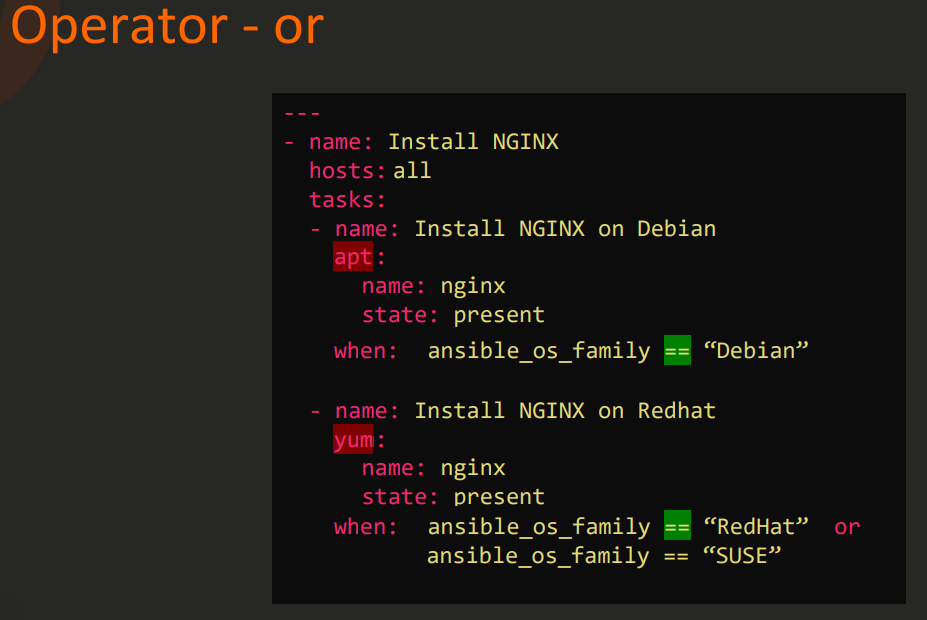 Operator - or
---
- name: Install NGINX
hosts: all
tasks:
- name: Install NGINX on Debian
apt:
name: nginx
state: present
when: ansible_os_family == “Debian”
- name: Install NGINX on Redhat
yum:
name: nginx
state: present
when: ansible_os_family == “RedHat” or
ansible_os_family == “SUSE”